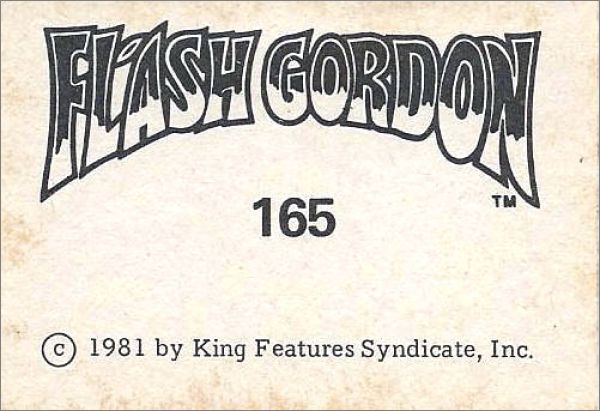 FLASH GORDON
TM
165
© 1981 by King Features Syndicate, Inc.